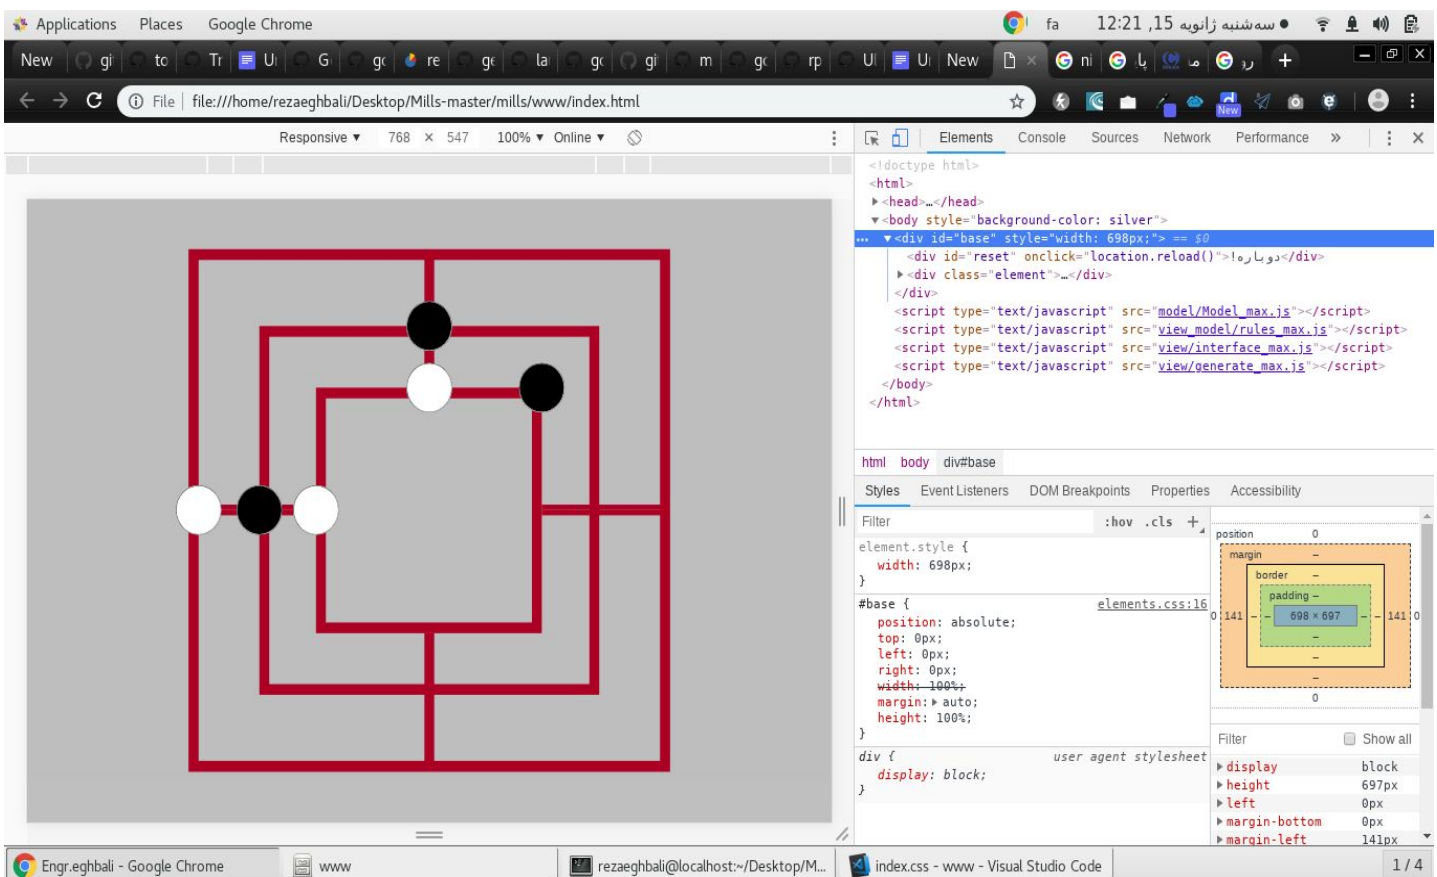 Applications Places Google Chrome fa سه‌شنبه ژانویه 15, 12:21
New gi to Tr U G gc re ge la gc gi m gc rp UI U New ni پا ما رو
File file:///home/rezaeghbali/Desktop/Mills-master/mills/www/index.html New
Responsive ▼ 768 × 547 100% ▼ Online ▼
Elements Console Sources Network Performance »
<!doctype html>
<html>
▶<head>…</head>
▼<body style="background-color: silver">
… ▼<div id="base" style="width: 698px;"> == $0
<div id="reset" onclick="location.reload()">دوباره!</div>
▶<div class="element">…</div>
</div>
<script type="text/javascript" src="model/Model_max.js"></script>
<script type="text/javascript" src="view_model/rules_max.js"></script>
<script type="text/javascript" src="view/interface_max.js"></script>
<script type="text/javascript" src="view/generate_max.js"></script>
</body>
</html>
html body div#base
Styles Event Listeners DOM Breakpoints Properties Accessibility
Filter :hov .cls +
element.style {
width: 698px;
}
#base { elements.css:16
position: absolute;
top: 0px;
left: 0px;
right: 0px;
width: 100%;
margin:▶ auto;
height: 100%;
}
div { user agent stylesheet
display: block;
}
position 0
margin –
border –
padding –
0 141 – – 698 × 697 – – 141 0
–
–
–
0
Filter Show all
▶display block
▶height 697px
▶left 0px
▶margin-bottom 0px
▶margin-left 141px
Engr.eghbali - Google Chrome www rezaeghbali@localhost:~/Desktop/M... index.css - www - Visual Studio Code 1 / 4